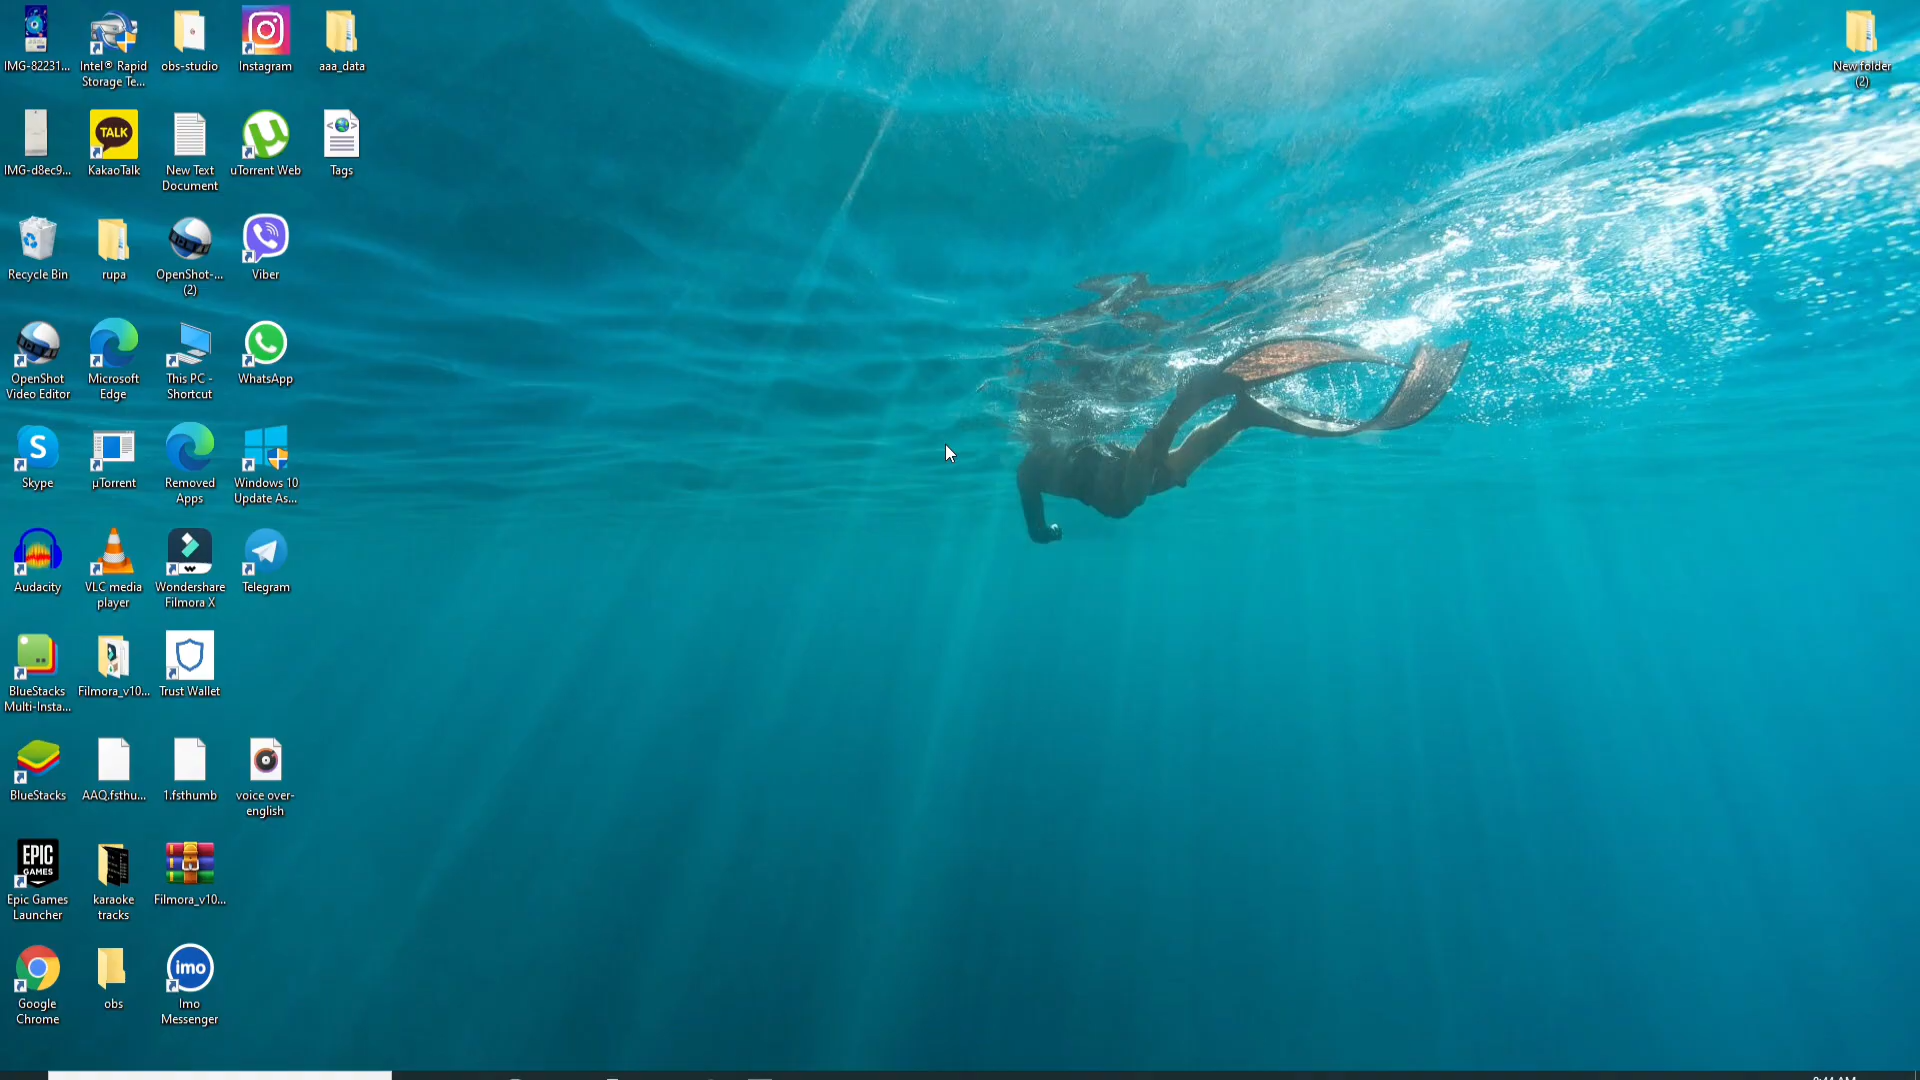 IMG-82231...
Intel® Rapid
Storage Te...
obs-studio
Instagram
aaa_data
New folder
(2)
IMG-d8ec9...
TALK
KakaoTalk
New Text
Document
uTorrent Web
Tags
Recycle Bin
rupa
OpenShot-...
(2)
Viber
OpenShot
Video Editor
Microsoft
Edge
This PC -
Shortcut
WhatsApp
S
Skype
µTorrent
Removed
Apps
Windows 10
Update As...
Audacity
VLC media
player
Wondershare
Filmora X
Telegram
BlueStacks
Multi-Insta...
Filmora_v10...
Trust Wallet
BlueStacks
AAQ.fsthu...
1.fsthumb
voice over-
english
EPIC
GAMES
Epic Games
Launcher
karaoke
tracks
Filmora_v10...
Google
Chrome
obs
imo
Imo
Messenger